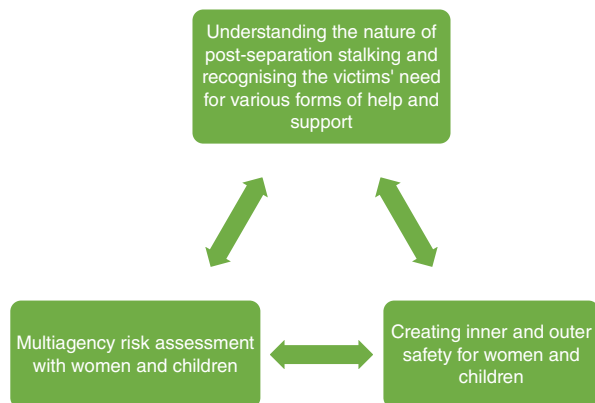 Understanding the nature of
post-separation stalking and
recognising the victims' need
for various forms of help and
support
Multiagency risk assessment
with women and children
Creating inner and outer
safety for women and
children